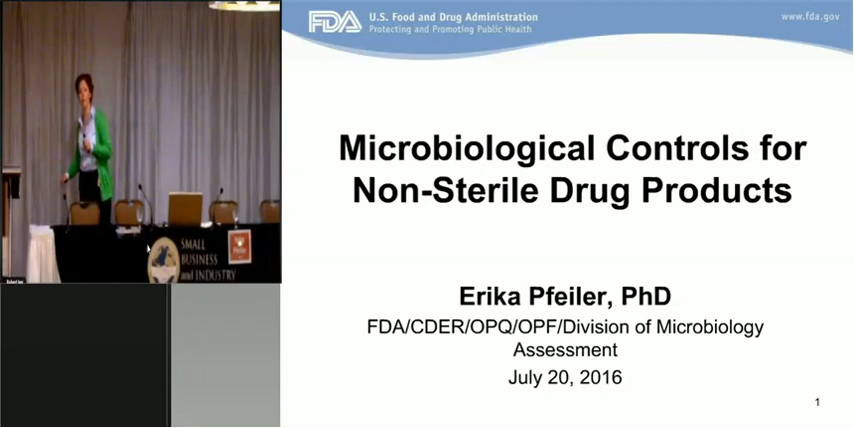 FDA
U.S. Food and Drug Administration
Protecting and Promoting Public Health
www.fda.gov
Microbiological Controls for
Non-Sterile Drug Products
Erika Pfeiler, PhD
FDA/CDER/OPQ/OPF/Division of Microbiology
Assessment
July 20, 2016
1
SMALL
BUSINESS
and INDUSTRY